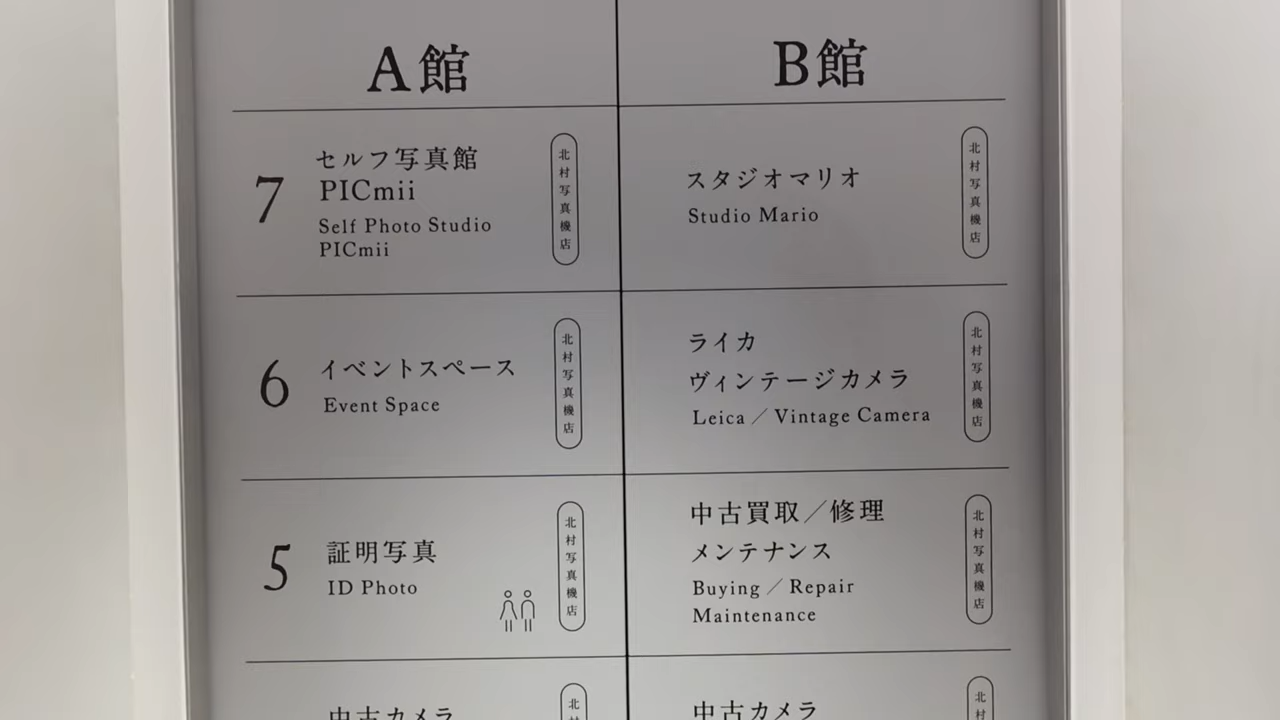 A館
B館
7
セルフ写真館
PICmii
Self Photo Studio
PICmii
北村写真機店
スタジオマリオ
Studio Mario
北村写真機店
6
イベントスペース
Event Space
北村写真機店
ライカ
ヴィンテージカメラ
Leica / Vintage Camera
北村写真機店
5
証明写真
ID Photo
北村写真機店
中古買取/修理
メンテナンス
Buying / Repair
Maintenance
北村写真機店
中古カメラ
北村
中古カメラ
北村